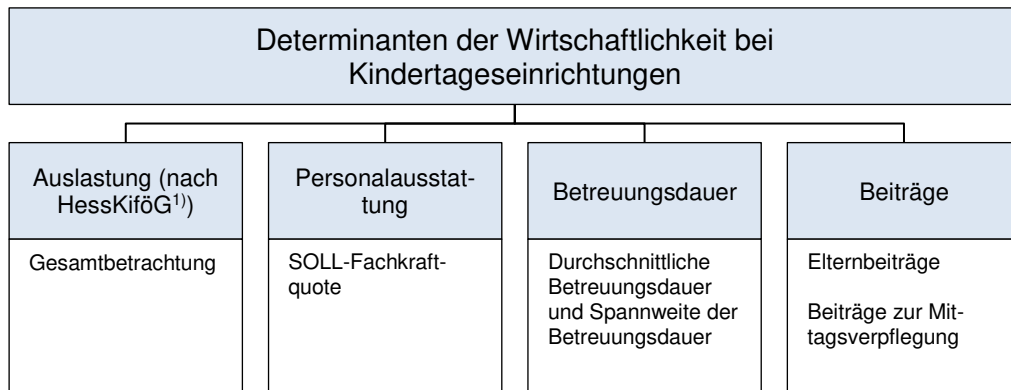 Determinanten der Wirtschaftlichkeit bei
Kindertageseinrichtungen
Auslastung (nach
HessKiföG¹⁾)
Gesamtbetrachtung
Personalausstat-
tung
SOLL-Fachkraft-
quote
Betreuungsdauer
Durchschnittliche
Betreuungsdauer
und Spannweite der
Betreuungsdauer
Beiträge
Elternbeiträge
Beiträge zur Mit-
tagsverpflegung